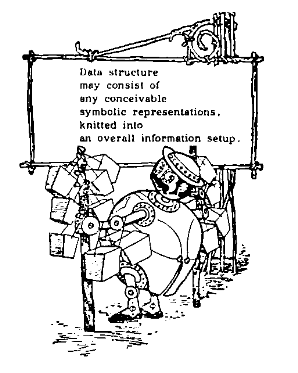 Data structure
may consist of
any conceivable
symbolic representations,
knitted into
an overall information setup.